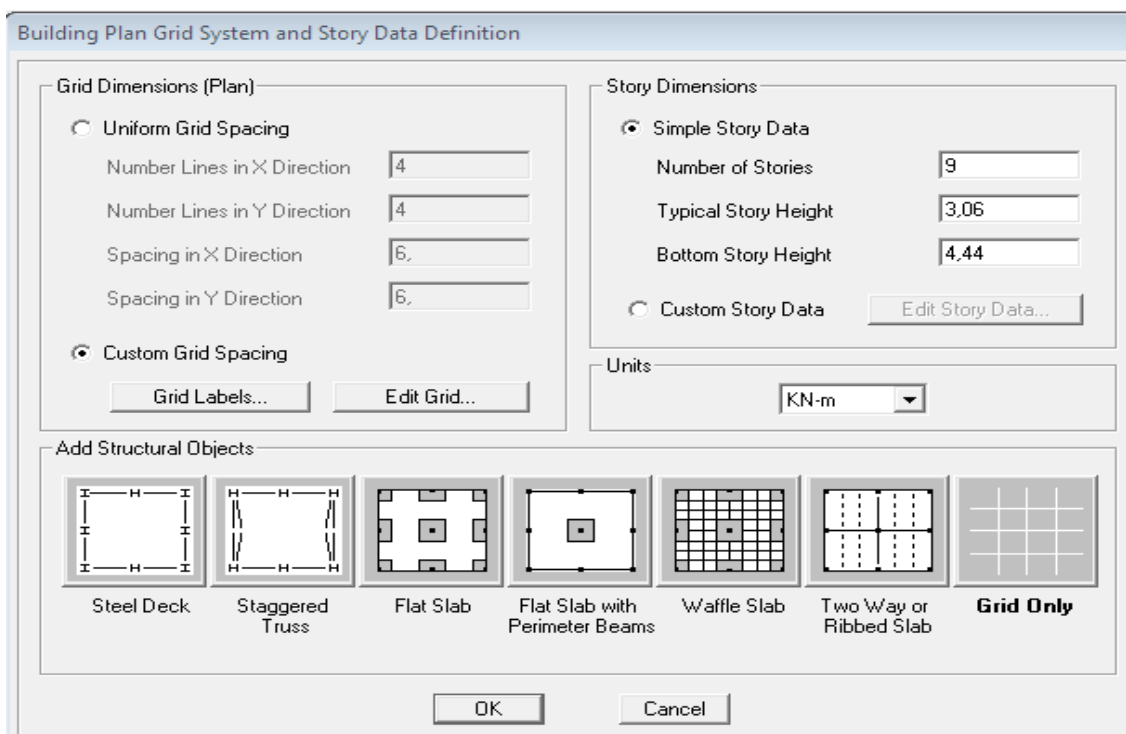 Building Plan Grid System and Story Data Definition
Grid Dimensions (Plan)
Uniform Grid Spacing
Number Lines in X Direction 4
Number Lines in Y Direction 4
Spacing in X Direction 6,
Spacing in Y Direction 6,
Custom Grid Spacing
Grid Labels... Edit Grid...
Story Dimensions
Simple Story Data
Number of Stories 9
Typical Story Height 3,06
Bottom Story Height 4,44
Custom Story Data Edit Story Data...
Units
KN-m
Add Structural Objects
Steel Deck
Staggered
Truss
Flat Slab
Flat Slab with
Perimeter Beams
Waffle Slab
Two Way or
Ribbed Slab
Grid Only
OK Cancel